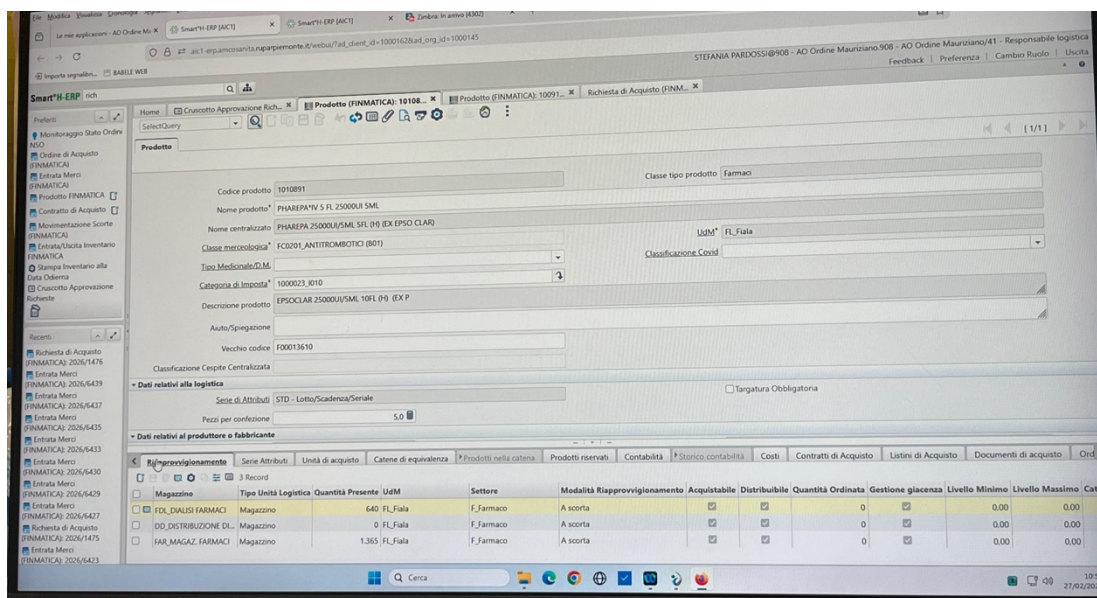 File Modifica Visualizza Cronologia
Le mie applicazioni - AO Ordine Ma
Smart*H-ERP [AIC1]
Smart*H-ERP [AIC1]
Zimbra: In arrivo (4302)
aic1-erp.amcosanita.ruparpiemonte.it/webui/?ad_client_id=1000162&ad_org_id=1000145
Importa segnalibri... BABELE WEB
STEFANIA PARDOSSI@908 - AO Ordine Mauriziano.908 - AO Ordine Mauriziano/41 - Responsabile logistica
Feedback | Preferenza | Cambio Ruolo | Uscita
Smart*H-ERP rich
Home Cruscotto Approvazione Rich... Prodotto (FINMATICA): 10108... Prodotto (FINMATICA): 10091... Richiesta di Acquisto (FINM...
SelectQuery
[ 1/1 ]
Preferiti
Monitoraggio Stato Ordini NSO
Ordine di Acquisto (FINMATICA)
Entrata Merci (FINMATICA)
Prodotto FINMATICA
Contratto di Acquisto
Movimentazione Scorte (FINMATICA)
Entrata/Uscita Inventario FINMATICA
Stampa Inventario alla Data Odierna
Cruscotto Approvazione Richieste
Recenti
Richiesta di Acquisto (FINMATICA): 2026/1476
Entrata Merci (FINMATICA): 2026/6439
Entrata Merci (FINMATICA): 2026/6437
Entrata Merci (FINMATICA): 2026/6435
Entrata Merci (FINMATICA): 2026/6433
Entrata Merci (FINMATICA): 2026/6430
Entrata Merci (FINMATICA): 2026/6429
Entrata Merci (FINMATICA): 2026/6427
Richiesta di Acquisto (FINMATICA): 2026/1475
Entrata Merci (FINMATICA): 2026/6423
Prodotto
Codice prodotto 1010891
Classe tipo prodotto Farmaci
Nome prodotto* PHAREPA*IV 5 FL 25000UI 5ML
Nome centralizzato PHAREPA 25000UI/5ML 5FL (H) (EX EPSO CLAR)
Classe merceologica* FC0201_ANTITROMBOTICI (B01)
UdM* FL_Fiala
Tipo Medicinale/D.M.
Classificazione Covid
Categoria di Imposta* 1000023_I010
Descrizione prodotto EPSOCLAR 25000UI/5ML 10FL (H) (EX P
Aiuto/Spiegazione
Vecchio codice F00013610
Classificazione Cespite Centralizzata
Dati relativi alla logistica
Serie di Attributi STD - Lotto/Scadenza/Seriale
Targatura Obbligatoria
Pezzi per confezione 5.0
Dati relativi al produttore o fabbricante
Riapprovvigionamento Serie Attributi Unità di acquisto Catene di equivalenza Prodotti nella catena Prodotti riservati Contabilità Storico contabilità Costi Contratti di Acquisto Listini di Acquisto Documenti di acquisto Ord
3 Record
Magazzino Tipo Unità Logistica Quantità Presente UdM Settore Modalità Riapprovvigionamento Acquistabile Distribuibile Quantità Ordinata Gestione giacenza Livello Minimo Livello Massimo Cat
FDL_DIALISI FARMACI Magazzino 640 FL_Fiala F_Farmaco A scorta 0 0.00 0.00
DD_DISTRIBUZIONE DI... Magazzino 0 FL_Fiala F_Farmaco A scorta 0 0.00 0.00
FAR_MAGAZ. FARMACI Magazzino 1.365 FL_Fiala F_Farmaco A scorta 0 0.00 0.00
Cerca
27/02/202